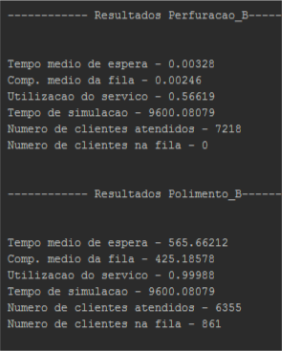 ------------ Resultados Perfuracao_B-----
Tempo medio de espera - 0.00328
Comp. medio da fila - 0.00246
Utilizacao do servico - 0.56619
Tempo de simulacao - 9600.08079
Numero de clientes atendidos - 7218
Numero de clientes na fila - 0
------------ Resultados Polimento_B------
Tempo medio de espera - 565.66212
Comp. medio da fila - 425.18578
Utilizacao do servico - 0.99988
Tempo de simulacao - 9600.08079
Numero de clientes atendidos - 6355
Numero de clientes na fila - 861